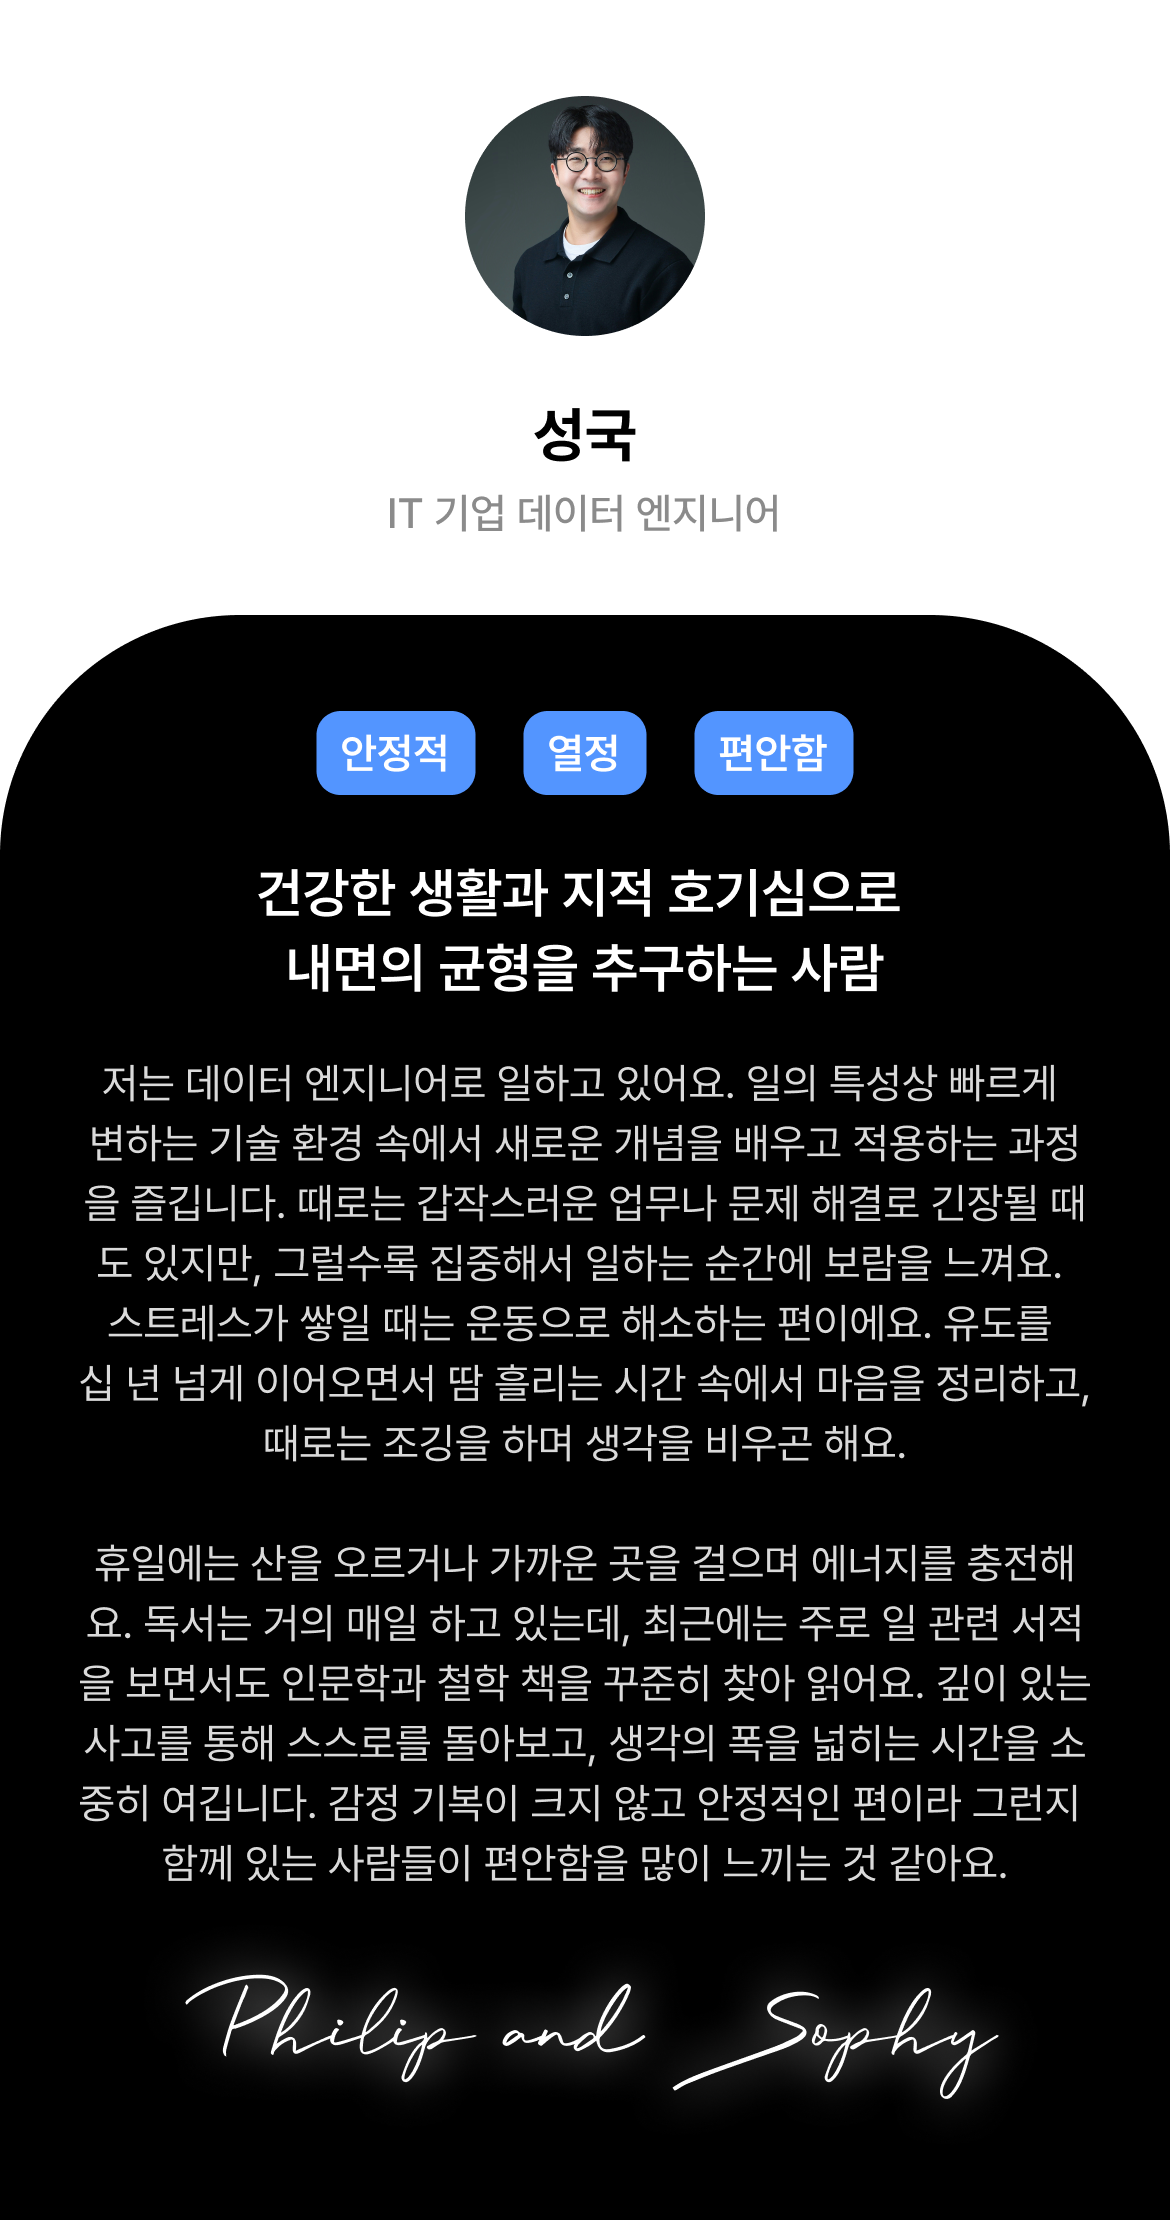 성국
IT 기업 데이터 엔지니어
안정적 열정 편안함
건강한 생활과 지적 호기심으로
내면의 균형을 추구하는 사람
저는 데이터 엔지니어로 일하고 있어요. 일의 특성상 빠르게
변하는 기술 환경 속에서 새로운 개념을 배우고 적용하는 과정
을 즐깁니다. 때로는 갑작스러운 업무나 문제 해결로 긴장될 때
도 있지만, 그럴수록 집중해서 일하는 순간에 보람을 느껴요.
스트레스가 쌓일 때는 운동으로 해소하는 편이에요. 유도를
십 년 넘게 이어오면서 땀 흘리는 시간 속에서 마음을 정리하고,
때로는 조깅을 하며 생각을 비우곤 해요.
휴일에는 산을 오르거나 가까운 곳을 걸으며 에너지를 충전해
요. 독서는 거의 매일 하고 있는데, 최근에는 주로 일 관련 서적
을 보면서도 인문학과 철학 책을 꾸준히 찾아 읽어요. 깊이 있는
사고를 통해 스스로를 돌아보고, 생각의 폭을 넓히는 시간을 소
중히 여깁니다. 감정 기복이 크지 않고 안정적인 편이라 그런지
함께 있는 사람들이 편안함을 많이 느끼는 것 같아요.
Philip and Sophy